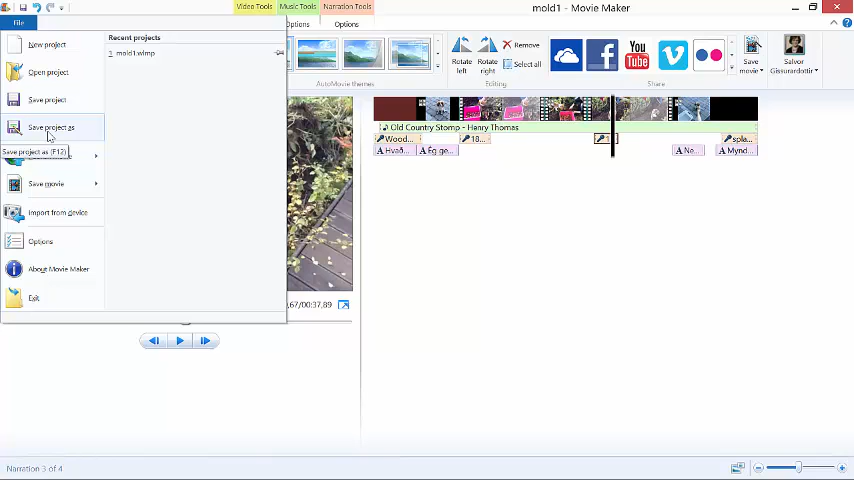 Video Tools
Music Tools
Narration Tools
mold1 - Movie Maker
File
Options
Options
New project
Open project
Save project
Save project as
Save project as (F12)
Save movie
Import from device
Options
About Movie Maker
Exit
Recent projects
1 mold1.wlmp
AutoMovie themes
Rotate left
Rotate right
Remove
Select all
Editing
You Tube
Share
Save movie
Salvor Gissurardottir
Old Country Stomp - Henry Thomas
Wood...
18...
spla...
Hvað...
Ég ge...
Ne...
Mynd...
,67/00:37,89
Narration 3 of 4